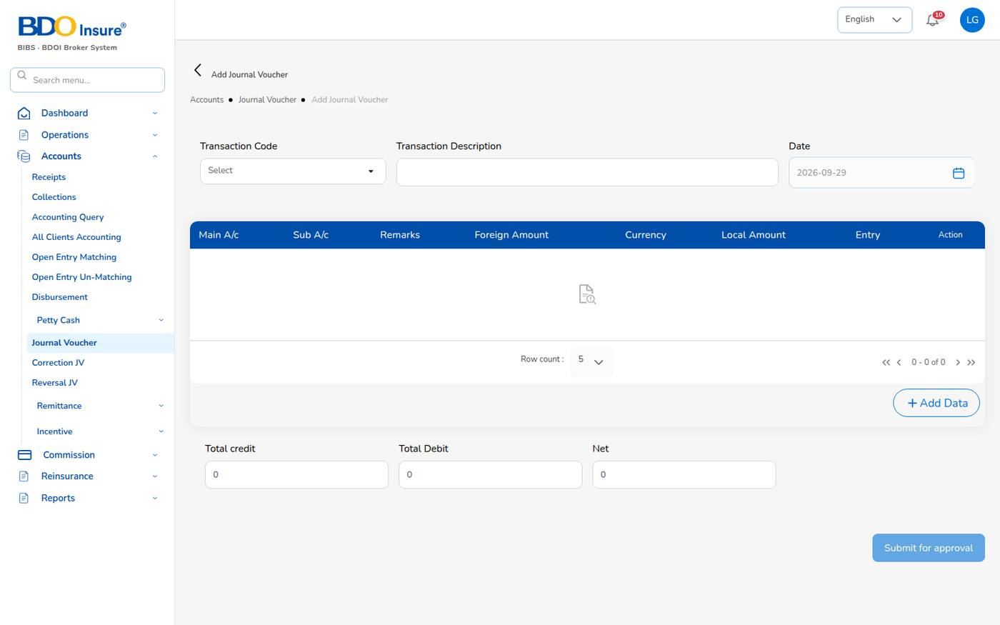 BDO Insure®
BIBS · BDOI Broker System
Search menu...
Dashboard
Operations
Accounts
Receipts
Collections
Accounting Query
All Clients Accounting
Open Entry Matching
Open Entry Un-Matching
Disbursement
Petty Cash
Journal Voucher
Correction JV
Reversal JV
Remittance
Incentive
Commission
Reinsurance
Reports
English
10
LG
Add Journal Voucher
Accounts • Journal Voucher • Add Journal Voucher
Transaction Code Transaction Description Date
Select 2026-09-29
Main A/c Sub A/c Remarks Foreign Amount Currency Local Amount Entry Action
Row count : 5 0 - 0 of 0
+ Add Data
Total credit Total Debit Net
0 0 0
Submit for approval